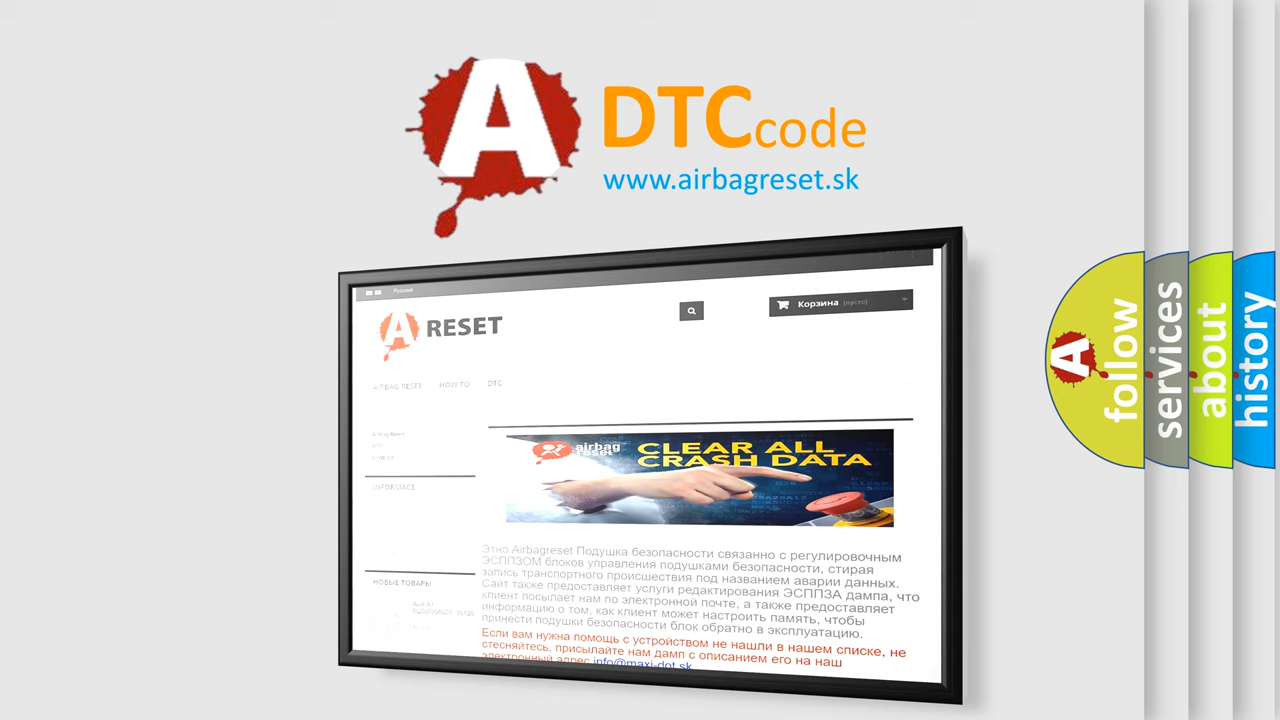 A
DTCcode
www.airbagreset.sk
Русский
A RESET
Корзина (пусто)
AIRBAG RESET HOW TO DTC
INFORMACE
airbag
reset
CLEAR ALL
CRASH DATA
Этно Airbagreset Подушка безопасности связанно с регулировочным
ЭСППЗОМ блоков управления подушками безопасности, стирая
запись транспортного происшествия под названием аварии данных.
Сайт также предоставляет услуги редактирования ЭСППЗА дампа, что
клиент посылает нам по электронной почте, а также предоставляет
информацию о том, как клиент может настроить память, чтобы
принести подушки безопасности блок обратно в эксплуатацию.
Если вам нужна помощь с устройством не нашли в нашем списке, не
стесняйтесь, присылайте нам дамп с описанием его на наш
электронный адрес info@maxi-dot.sk
НОВЫЕ ТОВАРЫ
A
follow
services
about
history